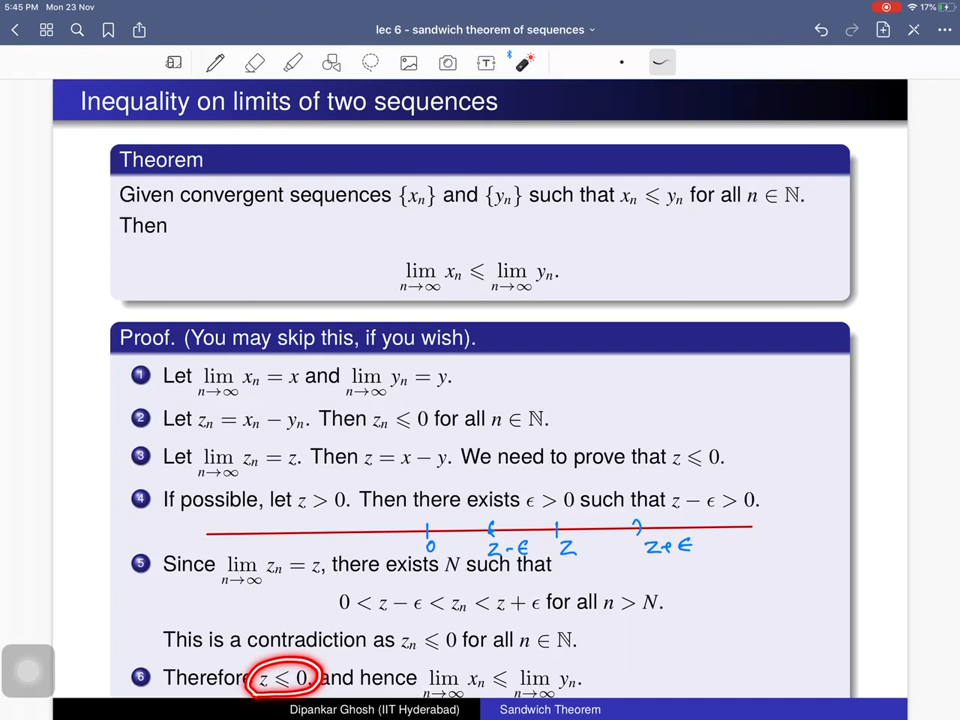 5:45 PM Mon 23 Nov
17%
lec 6 - sandwich theorem of sequences
Inequality on limits of two sequences
Theorem
Given convergent sequences {xₙ} and {yₙ} such that xₙ ⩽ yₙ for all n ∈ ℕ.
Then
lim xₙ ⩽ lim yₙ.
n→∞ n→∞
Proof. (You may skip this, if you wish).
1 Let lim xₙ = x and lim yₙ = y.
n→∞ n→∞
2 Let zₙ = xₙ − yₙ. Then zₙ ⩽ 0 for all n ∈ ℕ.
3 Let lim zₙ = z. Then z = x − y. We need to prove that z ⩽ 0.
n→∞
4 If possible, let z > 0. Then there exists ϵ > 0 such that z − ϵ > 0.
0 z-ϵ z z+ϵ
5 Since lim zₙ = z, there exists N such that
n→∞
0 < z − ϵ < zₙ < z + ϵ for all n > N.
This is a contradiction as zₙ ⩽ 0 for all n ∈ ℕ.
6 Therefore z ⩽ 0, and hence lim xₙ ⩽ lim yₙ.
n→∞ n→∞
Dipankar Ghosh (IIT Hyderabad) Sandwich Theorem